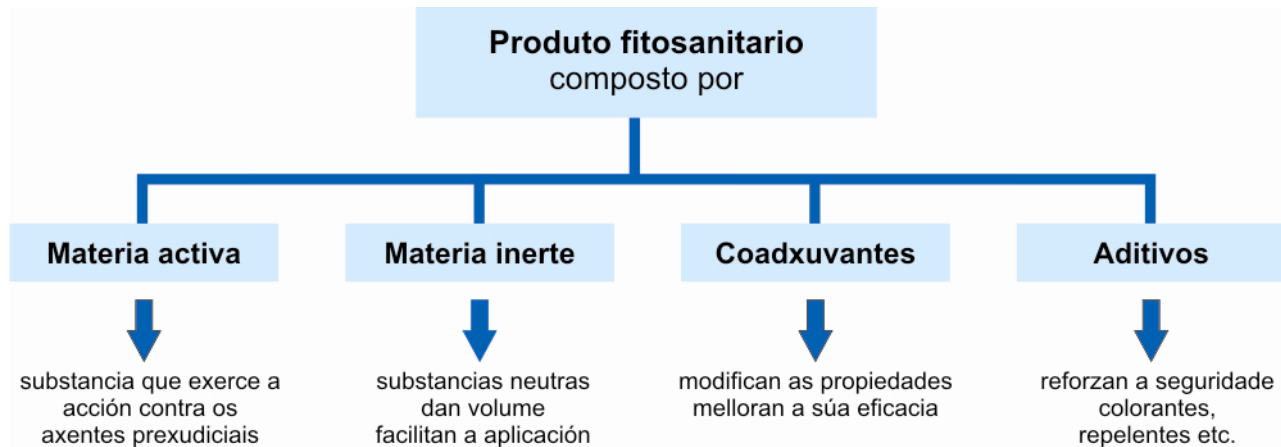 Produto fitosanitario
composto por
Materia activa
Materia inerte
Coadxuvantes
Aditivos
substancia que exerce a
acción contra os
axentes prexudiciais
substancias neutras
dan volume
facilitan a aplicación
modifican as propiedades
melloran a súa eficacia
reforzan a seguridade
colorantes,
repelentes etc.